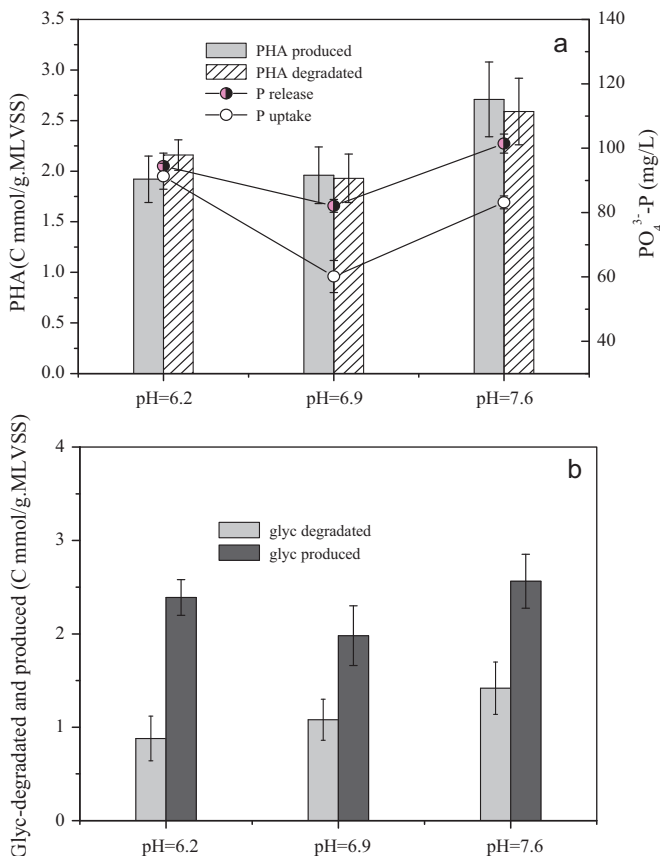 a
PHA produced
PHA degraded
P release
P uptake
PHA(C mmol/g.MLVSS)
3.5
3.0
2.5
2.0
1.5
1.0
0.5
0.0
140
120
100
80
60
40
PO₄³⁻-P (mg/L)
pH=6.2 pH=6.9 pH=7.6
b
glyc degradated
glyc produced
Glyc-degradated and produced (C mmol/g.MLVSS)
4
3
2
1
0
pH=6.2 pH=6.9 pH=7.6